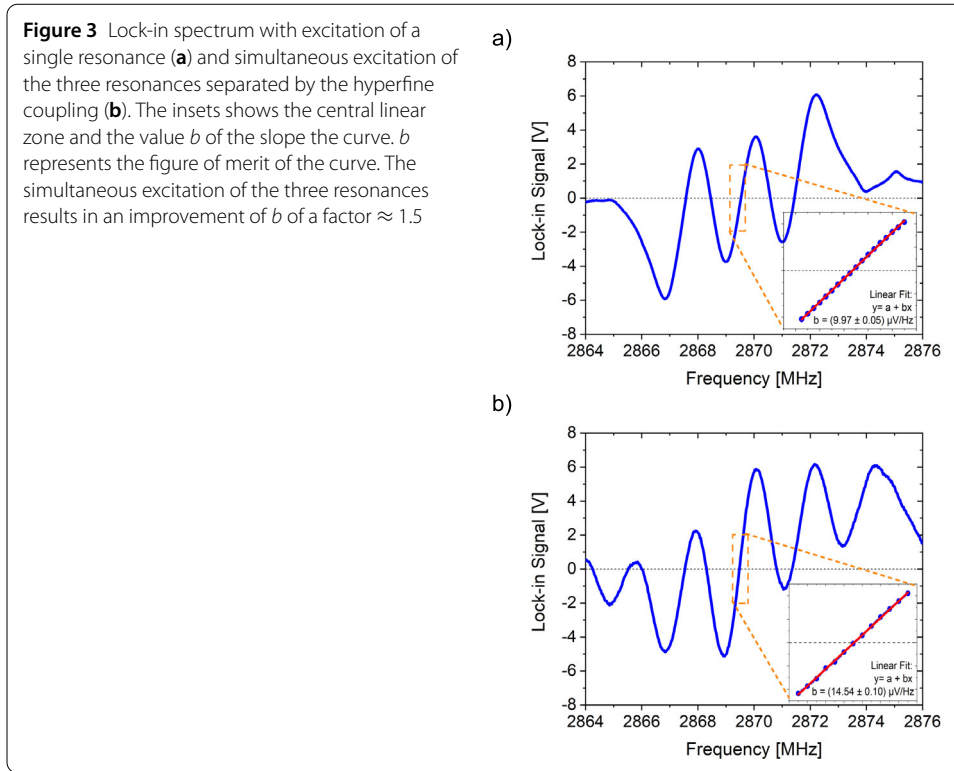 Figure 3 Lock-in spectrum with excitation of a
single resonance (a) and simultaneous excitation of
the three resonances separated by the hyperfine
coupling (b). The insets shows the central linear
zone and the value b of the slope the curve. b
represents the figure of merit of the curve. The
simultaneous excitation of the three resonances
results in an improvement of b of a factor ≈ 1.5
a)
8
6
4
2
0
-2
-4
-6
-8
Lock-in Signal [V]
Linear Fit:
y= a + bx
b = (9.97 ± 0.05) µV/Hz
2864 2866 2868 2870 2872 2874 2876
Frequency [MHz]
b)
8
6
4
2
0
-2
-4
-6
-8
Lock-in Signal [V]
Linear Fit:
y= a + bx
b = (14.54 ± 0.10) µV/Hz
2864 2866 2868 2870 2872 2874 2876
Frequency [MHz]